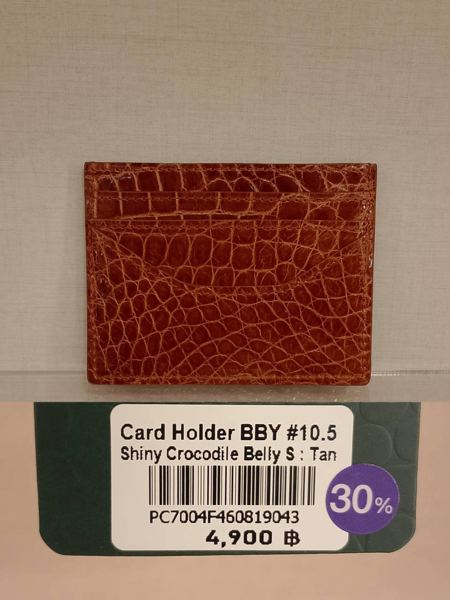 Card Holder BBY #10.5
Shiny Crocodile Belly S : Tan
PC7004F460819043
4,900 ฿
30%